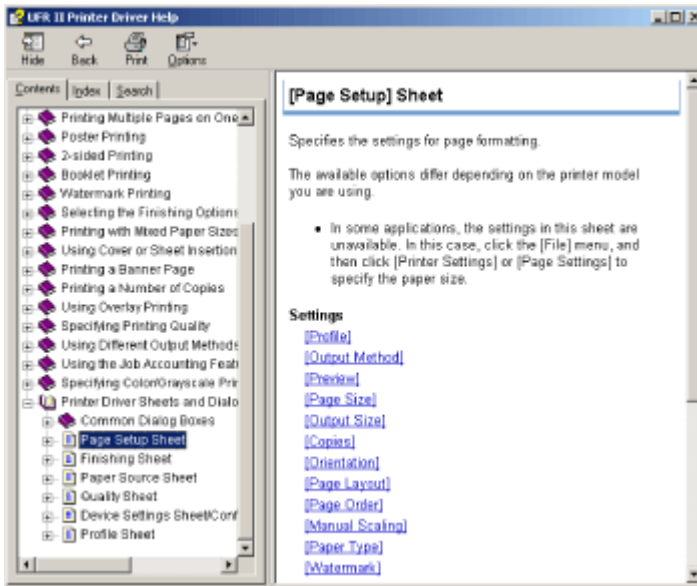 UFR II Printer Driver Help
Hide Back Print Options
Contents Index Search
Printing Multiple Pages on One
Poster Printing
2-sided Printing
Booklet Printing
Watermark Printing
Selecting the Finishing Options
Printing with Mixed Paper Sizes
Using Cover or Sheet Insertion
Printing a Banner Page
Printing a Number of Copies
Using Overlay Printing
Specifying Printing Quality
Using Different Output Methods
Using the Job Accounting Feat
Specifying Color/Grayscale Prir
Printer Driver Sheets and Dialo
Common Dialog Boxes
Page Setup Sheet
Finishing Sheet
Paper Source Sheet
Quality Sheet
Device Settings Sheet/Conf
Profile Sheet
[Page Setup] Sheet
Specifies the settings for page formatting.
The available options differ depending on the printer model
you are using.
• In some applications, the settings in this sheet are
unavailable. In this case, click the [File] menu, and
then click [Printer Settings] or [Page Settings] to
specify the paper size.
Settings
[Profile]
[Output Method]
[Preview]
[Page Size]
[Output Size]
[Copies]
[Orientation]
[Page Layout]
[Page Order]
[Manual Scaling]
[Paper Type]
[Watermark]